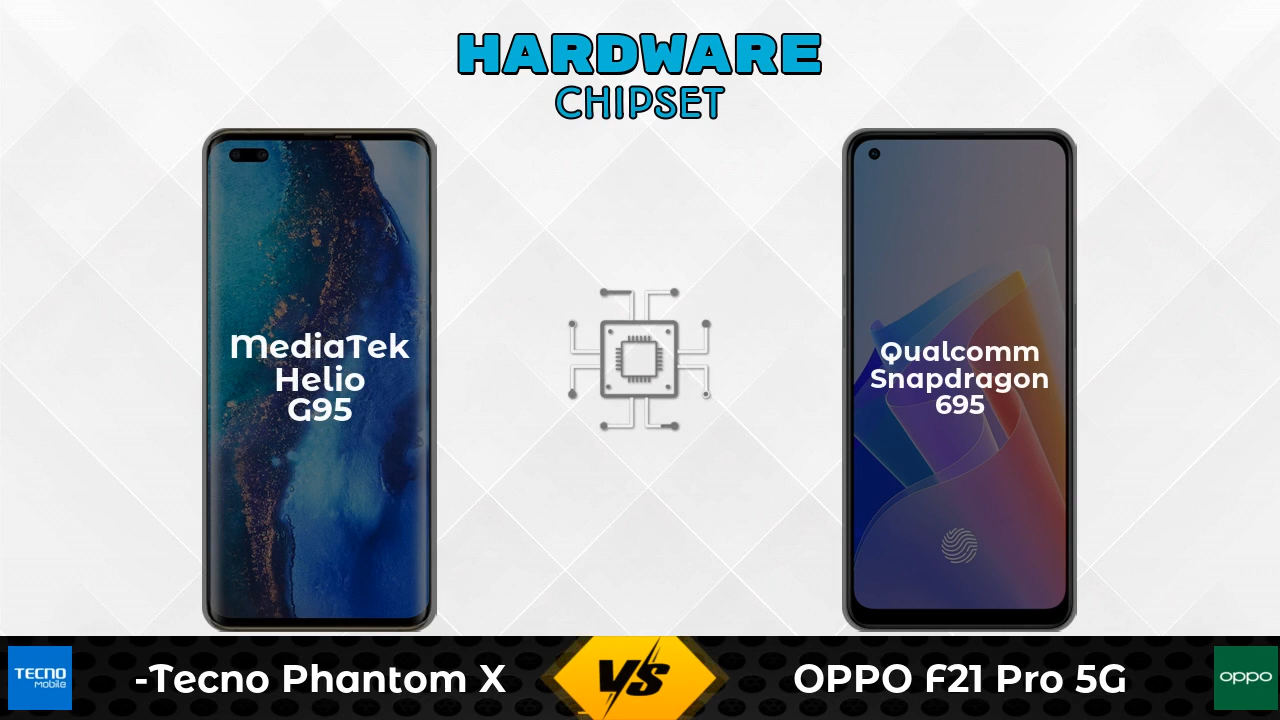 HARDWARE
CHIPSET
MediaTek
Helio
G95
Qualcomm
Snapdragon
695
TECNO
mobile
-Tecno Phantom X
VS
OPPO F21 Pro 5G
oppo